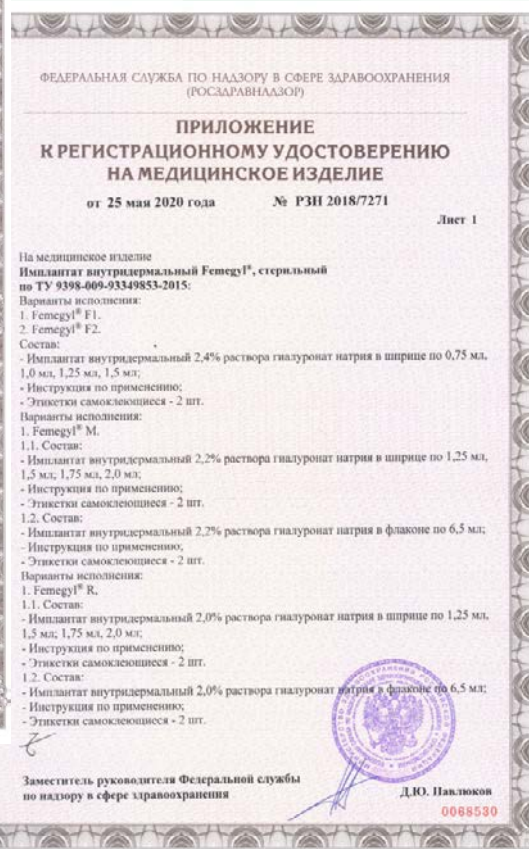 ФЕДЕРАЛЬНАЯ СЛУЖБА ПО НАДЗОРУ В СФЕРЕ ЗДРАВООХРАНЕНИЯ
(РОСЗДРАВНАДЗОР)
ПРИЛОЖЕНИЕ
К РЕГИСТРАЦИОННОМУ УДОСТОВЕРЕНИЮ
НА МЕДИЦИНСКОЕ ИЗДЕЛИЕ
от 25 мая 2020 года № РЗН 2018/7271
Лист 1
На медицинское изделие
Имплантат внутридермальный Femegyl®, стерильный
по ТУ 9398-009-93349853-2015:
Варианты исполнения:
1. Femegyl® F1.
2. Femegyl® F2.
Состав:
- Имплантат внутридермальный 2,4% раствора гиалуронат натрия в шприце по 0,75 мл,
1,0 мл, 1,25 мл, 1,5 мл;
- Инструкция по применению;
- Этикетки самоклеющиеся - 2 шт.
Варианты исполнения:
1. Femegyl® M.
1.1. Состав:
- Имплантат внутридермальный 2,2% раствора гиалуронат натрия в шприце по 1,25 мл,
1,5 мл; 1,75 мл, 2,0 мл;
- Инструкция по применению;
- Этикетки самоклеющиеся - 2 шт.
1.2. Состав:
- Имплантат внутридермальный 2,2% раствора гиалуронат натрия в флаконе по 6,5 мл;
- Инструкция по применению;
- Этикетки самоклеющиеся - 2 шт.
Варианты исполнения:
1. Femegyl® R,
1.1. Состав:
- Имплантат внутридермальный 2,0% раствора гиалуронат натрия в шприце по 1,25 мл,
1,5 мл; 1,75 мл, 2,0 мл;
- Инструкция по применению;
- Этикетки самоклеющиеся - 2 шт.
1.2. Состав:
- Имплантат внутридермальный 2,0% раствора гиалуронат натрия в флаконе по 6,5 мл;
- Инструкция по применению;
- Этикетки самоклеющиеся - 2 шт.
Заместитель руководителя Федеральной службы
по надзору в сфере здравоохранения Д.Ю. Павлюков
0068530